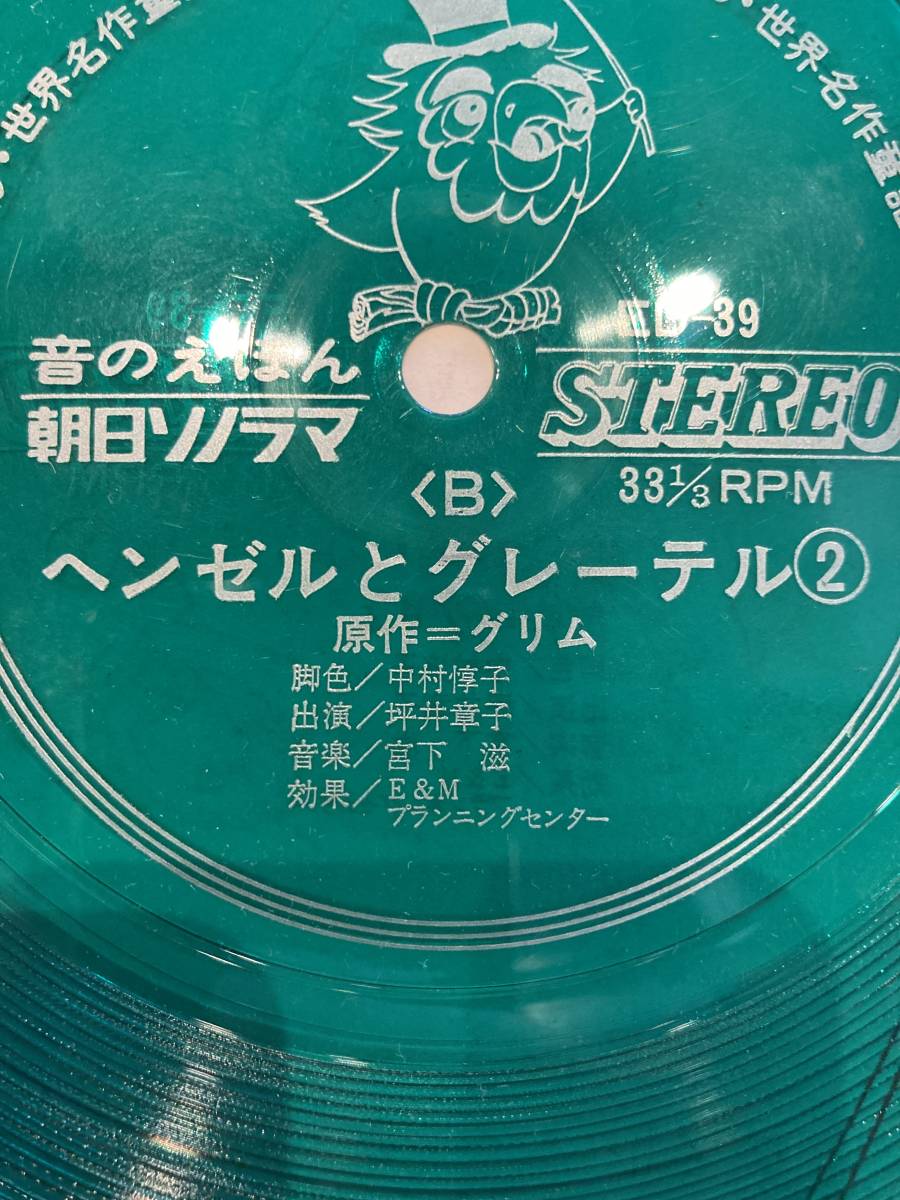 ・世界名作童
・世界名作童話
音のえほん
朝日ソノラマ
ED-39
STEREO
33⅓RPM
〈B〉
ヘンゼルとグレーテル②
原作＝グリム
脚色／中村惇子
出演／坪井章子
音楽／宮下 滋
効果／E&M
プランニングセンター